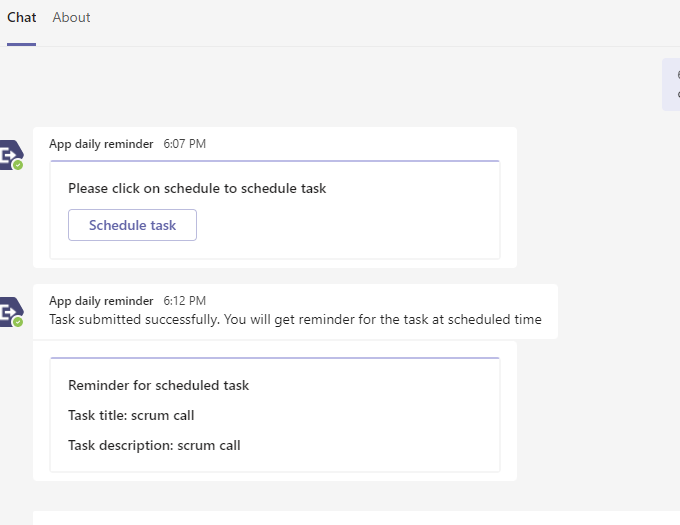 Chat About
App daily reminder 6:07 PM
Please click on schedule to schedule task
Schedule task
App daily reminder 6:12 PM
Task submitted successfully. You will get reminder for the task at scheduled time
Reminder for scheduled task
Task title: scrum call
Task description: scrum call